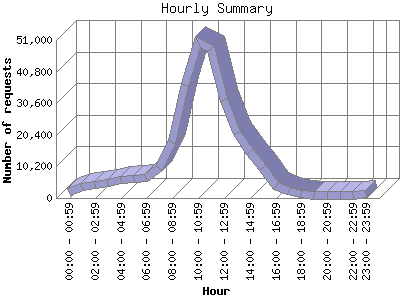 Hourly Summary
Number of requests
51,000
40,800
30,600
20,400
10,200
0
00:00 - 00:59
02:00 - 02:59
04:00 - 04:59
06:00 - 06:59
08:00 - 08:59
10:00 - 10:59
12:00 - 12:59
14:00 - 14:59
16:00 - 16:59
18:00 - 18:59
20:00 - 20:59
22:00 - 22:59
23:00 - 23:59
Hour